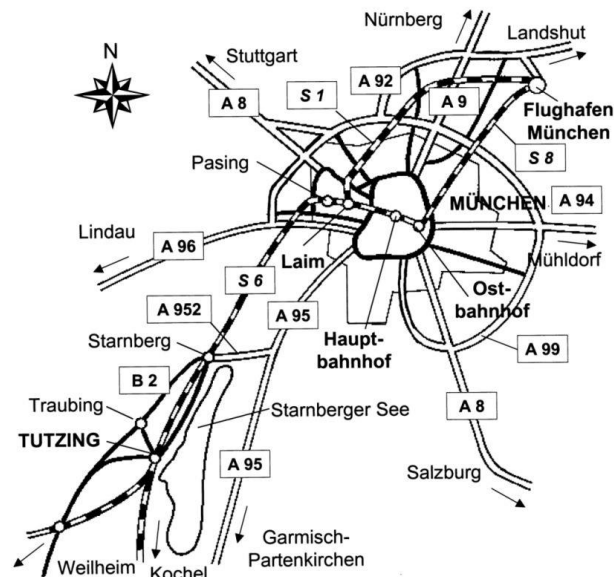 Nürnberg
Landshut
N
Stuttgart
A 92
S 1
A 9
A 8
Flughafen
München
S 8
Pasing
MÜNCHEN
A 94
Lindau
A 96
Laim
Mühldorf
S 6
Ost-
bahnhof
A 952
A 95
Haupt-
bahnhof
Starnberg
A 99
B 2
A 8
Traubing
Starnberger See
TUTZING
A 95
Salzburg
Garmisch-
Partenkirchen
Weilheim
Kochel